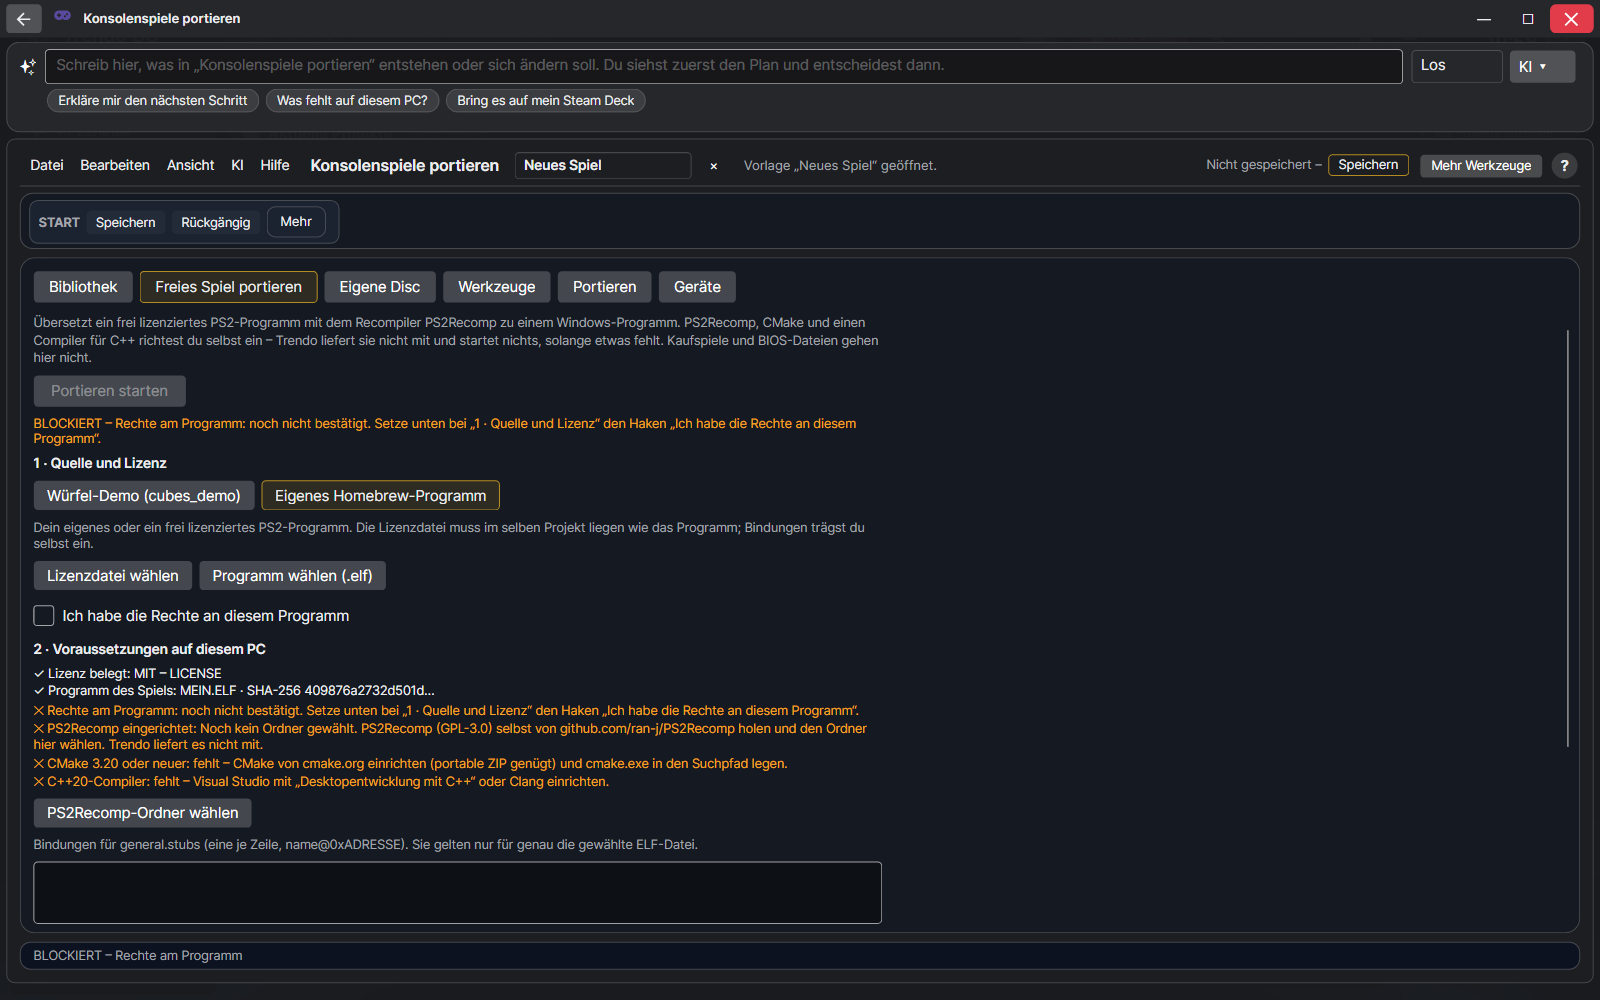 Konsolenspiele portieren
Schreib hier, was in „Konsolenspiele portieren“ entstehen oder sich ändern soll. Du siehst zuerst den Plan und entscheidest dann.
Los
KI ▾
Erkläre mir den nächsten Schritt
Was fehlt auf diesem PC?
Bring es auf mein Steam Deck
Datei Bearbeiten Ansicht KI Hilfe Konsolenspiele portieren Neues Spiel × Vorlage „Neues Spiel“ geöffnet. Nicht gespeichert – Speichern Mehr Werkzeuge ?
START Speichern Rückgängig Mehr
Bibliothek Freies Spiel portieren Eigene Disc Werkzeuge Portieren Geräte
Übersetzt ein frei lizenziertes PS2-Programm mit dem Recompiler PS2Recomp zu einem Windows-Programm. PS2Recomp, CMake und einen
Compiler für C++ richtest du selbst ein – Trendo liefert sie nicht mit und startet nichts, solange etwas fehlt. Kaufspiele und BIOS-Dateien gehen
hier nicht.
Portieren starten
BLOCKIERT – Rechte am Programm: noch nicht bestätigt. Setze unten bei „1 · Quelle und Lizenz“ den Haken „Ich habe die Rechte an diesem
Programm“.
1 · Quelle und Lizenz
Würfel-Demo (cubes_demo) Eigenes Homebrew-Programm
Dein eigenes oder ein frei lizenziertes PS2-Programm. Die Lizenzdatei muss im selben Projekt liegen wie das Programm; Bindungen trägst du
selbst ein.
Lizenzdatei wählen Programm wählen (.elf)
Ich habe die Rechte an diesem Programm
2 · Voraussetzungen auf diesem PC
✓ Lizenz belegt: MIT – LICENSE
✓ Programm des Spiels: MEIN.ELF · SHA-256 409876a2732d501d…
✕ Rechte am Programm: noch nicht bestätigt. Setze unten bei „1 · Quelle und Lizenz“ den Haken „Ich habe die Rechte an diesem Programm“.
✕ PS2Recomp eingerichtet: Noch kein Ordner gewählt. PS2Recomp (GPL-3.0) selbst von github.com/ran-j/PS2Recomp holen und den Ordner
hier wählen. Trendo liefert es nicht mit.
✕ CMake 3.20 oder neuer: fehlt – CMake von cmake.org einrichten (portable ZIP genügt) und cmake.exe in den Suchpfad legen.
✕ C++20-Compiler: fehlt – Visual Studio mit „Desktopentwicklung mit C++“ oder Clang einrichten.
PS2Recomp-Ordner wählen
Bindungen für general.stubs (eine je Zeile, name@0xADRESSE). Sie gelten nur für genau die gewählte ELF-Datei.
BLOCKIERT – Rechte am Programm